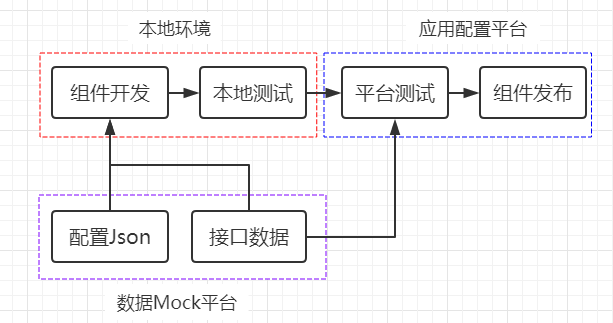 本地环境
应用配置平台
组件开发
本地测试
平台测试
组件发布
配置Json
接口数据
数据Mock平台